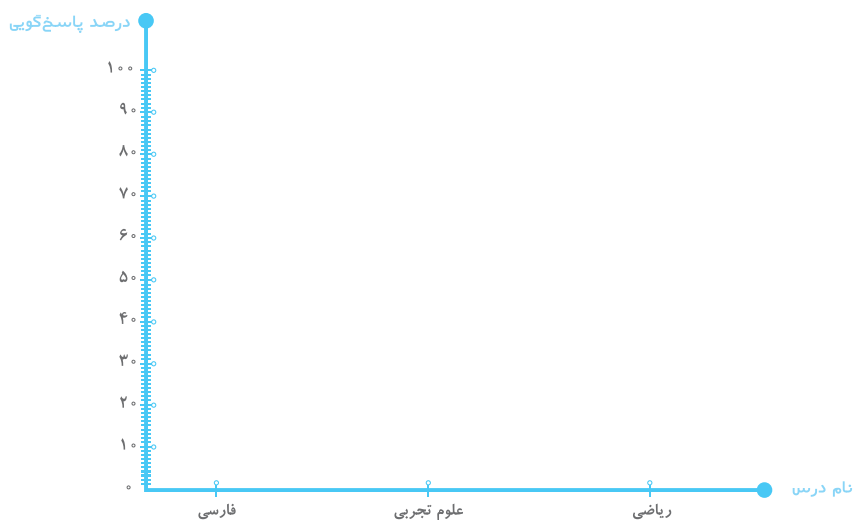 درصد پاسخ‌گویی
۱۰۰
۹۰
۸۰
۷۰
۶۰
۵۰
۴۰
۳۰
۲۰
۱۰
۰
نام درس
ریاضی
علوم تجربی
فارسی